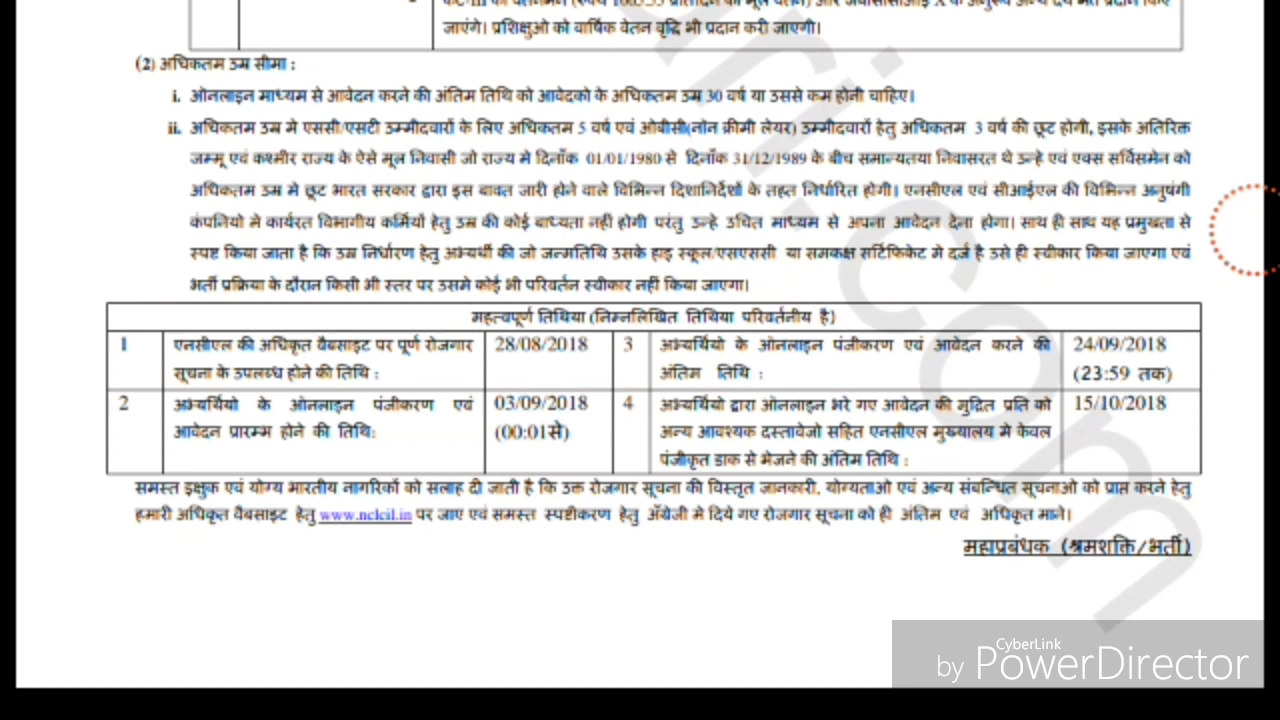 जाएंगे। प्रशिक्षुओ को वार्षिक वेतन वृद्धि भी प्रदान करी जाएगी।
(2) अधिकतम उम्र सीमा :
i. ऑनलाइन माध्यम से आवेदन करने की अंतिम तिथि को आवेदको के अधिकतम उम्र 30 वर्ष या उससे कम होनी चाहिए।
ii. अधिकतम उम्र मे एससी/एसटी उम्मीदवारों के लिए अधिकतम 5 वर्ष एवं ओबीसी(नोन क्रीमी लेयर) उम्मीदवारों हेतु अधिकतम 3 वर्ष की छूट होगी, इसके अतिरिक्त
जम्मू एवं कश्मीर राज्य के ऐसे मूल निवासी जो राज्य मे दिनाँक 01/01/1980 से दिनाँक 31/12/1989 के बीच समान्यतया निवासरत थे उन्हे एवं एक्स सर्विसमेन को
अधिकतम उम्र मे छूट भारत सरकार द्वारा इस बावत जारी होने वाले विभिन्न दिशानिर्देशों के तहत निर्धारित होगी। एनसीएल एवं सीआईएल की विभिन्न अनुषंगी
कंपनियो मे कार्यरत विभागीय कर्मियों हेतु उम्र की कोई बाध्यता नही होगी परंतु उन्हे उचित माध्यम से अपना आवेदन देना होगा। साथ ही साथ यह प्रमुखता से
स्पष्ट किया जाता है कि उम्र निर्धारण हेतु अभ्यर्थी की जो जन्मतिथि उसके हाइ स्कूल/एसएससी या समकक्ष सर्टिफिकेट मे दर्ज है उसे ही स्वीकार किया जाएगा एवं
भर्ती प्रक्रिया के दौरान किसी भी स्तर पर उसमे कोई भी परिवर्तन स्वीकार नहीं किया जाएगा।
महत्वपूर्ण तिथिया (निम्नलिखित तिथिया परिवर्तनीय है)
1 एनसीएल की अधिकृत वैबसाइट पर पूर्ण रोजगार सूचना के उपलब्ध होने की तिथि : 28/08/2018
3 अभ्यर्थियो के ऑनलाइन पंजीकरण एवं आवेदन करने की अंतिम तिथि : 24/09/2018 (23:59 तक)
2 अभ्यर्थियो के ऑनलाइन पंजीकरण एवं आवेदन प्रारम्भ होने की तिथि: 03/09/2018 (00:01से)
4 अभ्यर्थियो द्वारा ऑनलाइन भरे गए आवेदन की मुद्रित प्रति को अन्य आवश्यक दस्तावेजो सहित एनसीएल मुख्यालय मे केवल पंजीकृत डाक से भेजने की अंतिम तिथि : 15/10/2018
समस्त इक्षुक एवं योग्य भारतीय नागरिकों को सलाह दी जाती है कि उक्त रोजगार सूचना की विस्तृत जानकारी, योग्यताओ एवं अन्य संबन्धित सूचनाओ को प्राप्त करने हेतु
हमारी अधिकृत वैबसाइट हेतु www.nclcil.in पर जाए एवं समस्त स्पष्टीकरण हेतु अँग्रेजी मे दिये गए रोजगार सूचना को ही अंतिम एवं अधिकृत माने।
महाप्रबंधक (श्रमशक्ति/भर्ती)
CyberLink
by PowerDirector